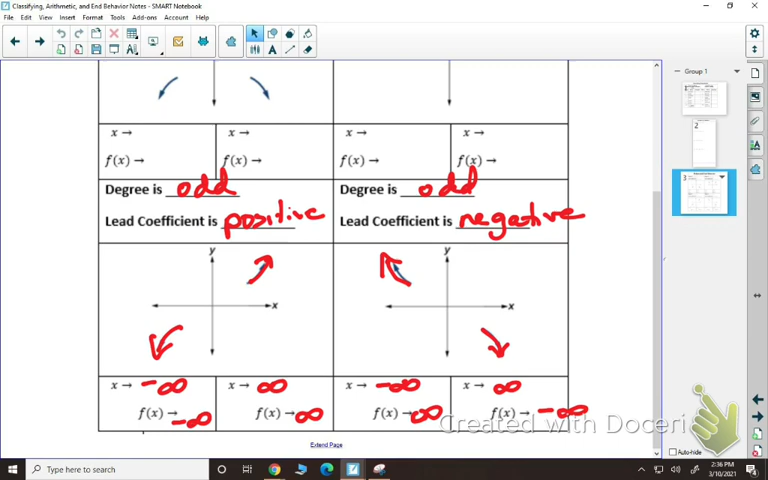 Classifying, Arithmetic, and End Behavior Notes - SMART Notebook
File Edit View Insert Format Tools Add-ons Account Help
Group 1
x → x → x → x →
f(x) → f(x) → f(x) → f(x) →
Degree is odd
Lead Coefficient is positive
Degree is odd
Lead Coefficient is negative
y
x
y
x
x → -∞ x → ∞ x → -∞ x → ∞
f(x) → -∞ f(x) → ∞ f(x) → ∞ f(x) → -∞
Created with Doceri
Extend Page
2
3
Auto-hide
Type here to search
2:36 PM
3/10/2021